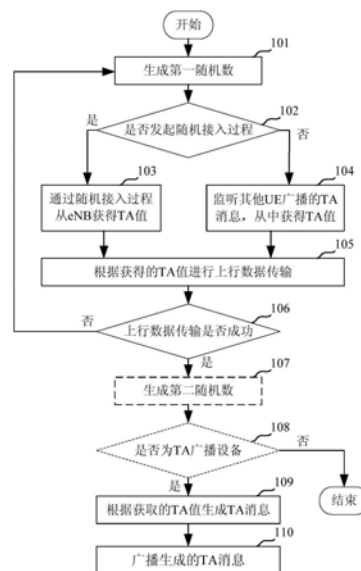 开始
101
生成第一随机数
102
是否发起随机接入过程
是
否
103
通过随机接入过程
从eNB获得TA值
104
监听其他UE广播的TA
消息，从中获得TA值
105
根据获得的TA值进行上行数据传输
106
上行数据传输是否成功
否
是
107
生成第二随机数
108
是否为TA广播设备
否
是
结束
109
根据获取的TA值生成TA消息
110
广播生成的TA消息